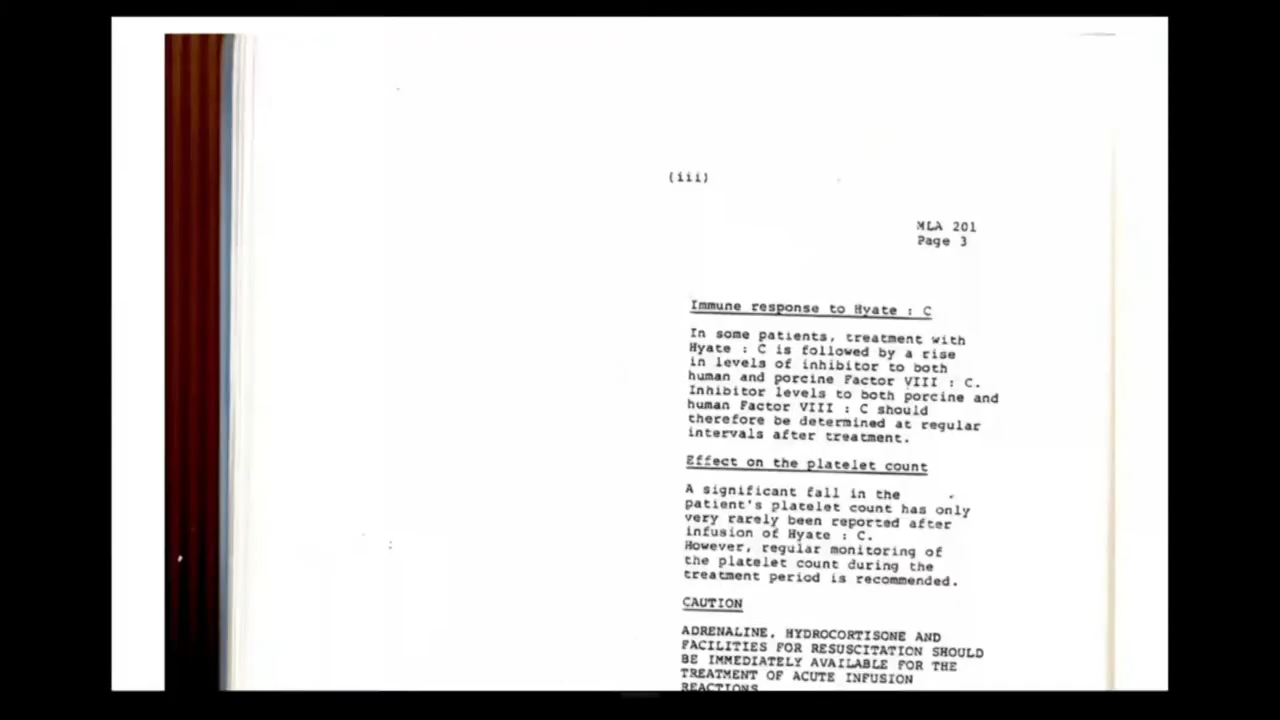 (iii)
MLA 201
Page 3
Immune response to Hyate : C
In some patients, treatment with
Hyate : C is followed by a rise
in levels of inhibitor to both
human and porcine Factor VIII : C.
Inhibitor levels to both porcine and
human Factor VIII : C should
therefore be determined at regular
intervals after treatment.
Effect on the platelet count
A significant fall in the
patient's platelet count has only
very rarely been reported after
infusion of Hyate : C.
However, regular monitoring of
the platelet count during the
treatment period is recommended.
CAUTION
ADRENALINE, HYDROCORTISONE AND
FACILITIES FOR RESUSCITATION SHOULD
BE IMMEDIATELY AVAILABLE FOR THE
TREATMENT OF ACUTE INFUSION
REACTIONS